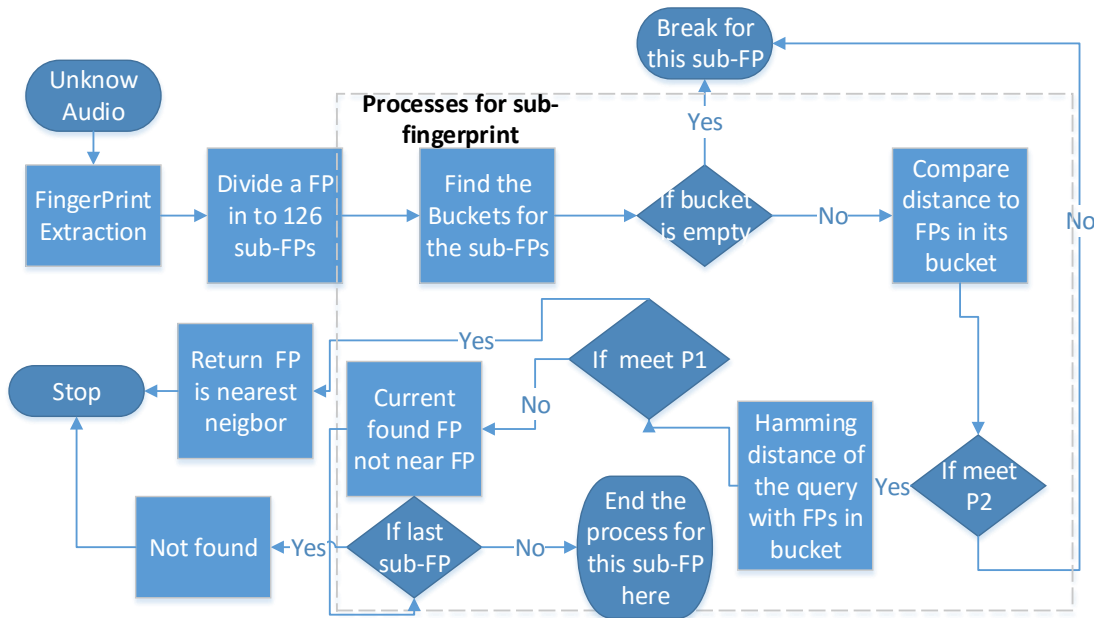 Break for
this sub-FP
Unknow
Audio
Processes for sub-
fingerprint
Yes
FingerPrint
Extraction
Divide a FP
in to 126
sub-FPs
Find the
Buckets for
the sub-FPs
If bucket
is empty
No
Compare
distance to
FPs in its
bucket
No
Yes
If meet P1
Return FP
is nearest
neigbor
Stop
Current
found FP
not near FP
No
Hamming
distance of
the query
with FPs in
bucket
Yes
If meet
P2
Not found
Yes
If last
sub-FP
No
End the
process for
this sub-FP
here